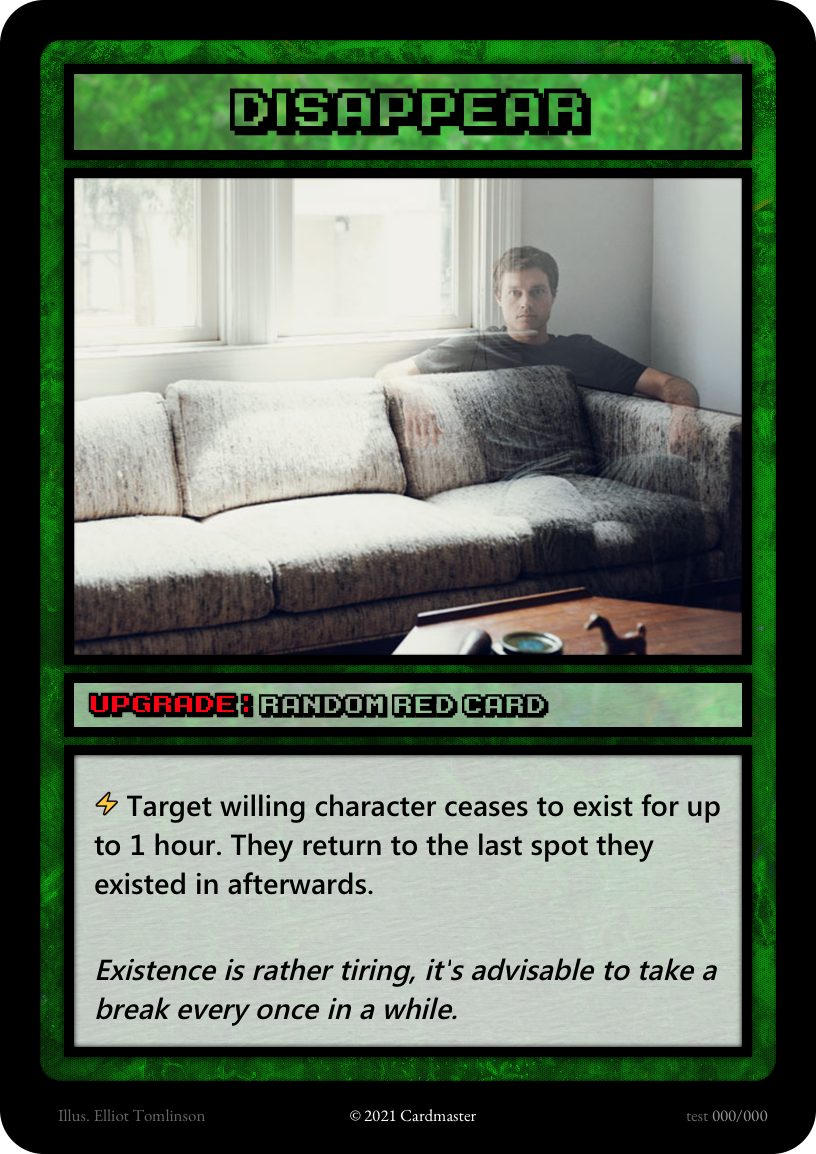 DISAPPEAR
UPGRADE: RANDOM RED CARD
⚡ Target willing character ceases to exist for up
to 1 hour. They return to the last spot they
existed in afterwards.
Existence is rather tiring, it's advisable to take a
break every once in a while.
Illus. Elliot Tomlinson
© 2021 Cardmaster
test 000/000